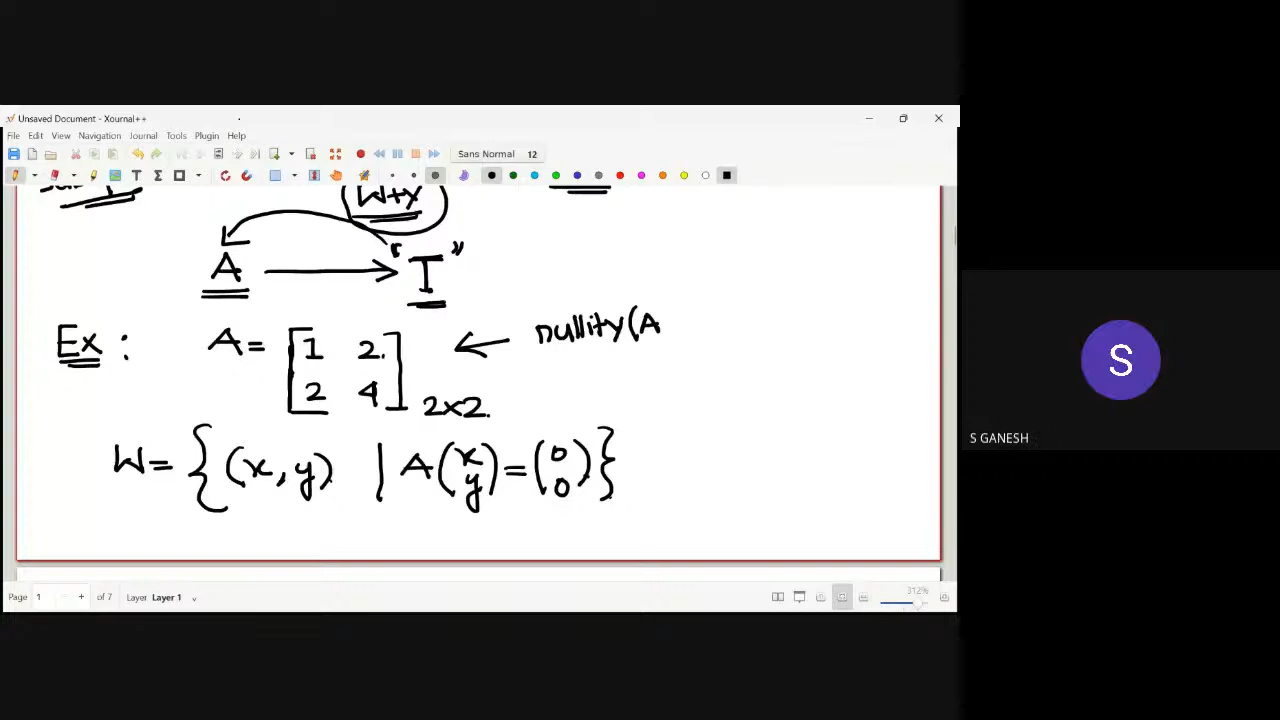 Unsaved Document - Xournal++
File Edit View Navigation Journal Tools Plugin Help
Sans Normal 12
W+v
A → "T"
Ex : A = [1 2. ← nullity(A
2 4] 2x2.
W = { (x, y) | A (x y) = (0 0) }
S GANESH
Page 1 of 7 Layer Layer 1 312%